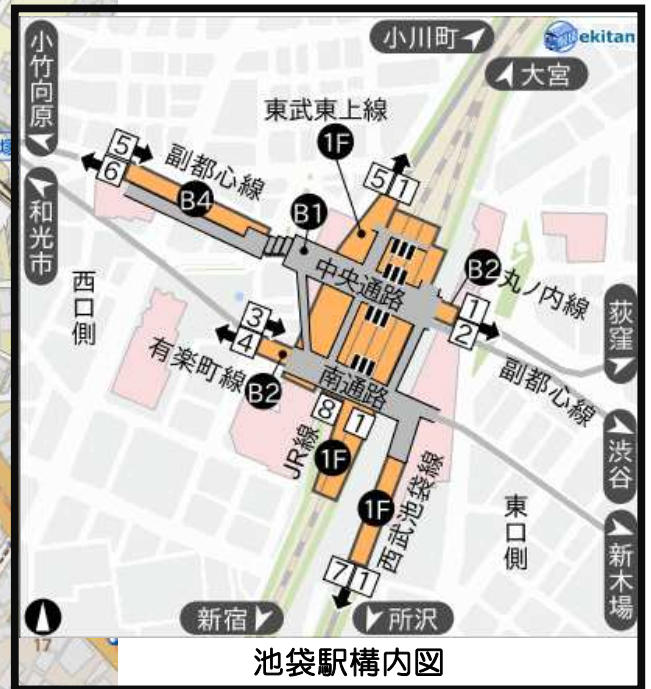 小川町
ekitan
大宮
小竹向原
東武東上線
1F
5 1
5
6
副都心線
B4
B1
和光市
中央通路
B2
丸ノ内線
1
2
西口側
3
4
有楽町線
B2
荻窪
副都心線
南通路
8 1
JR線
1F
渋谷
西武池袋線
1F
東口側
新木場
7 1
新宿
所沢
17
池袋駅構内図